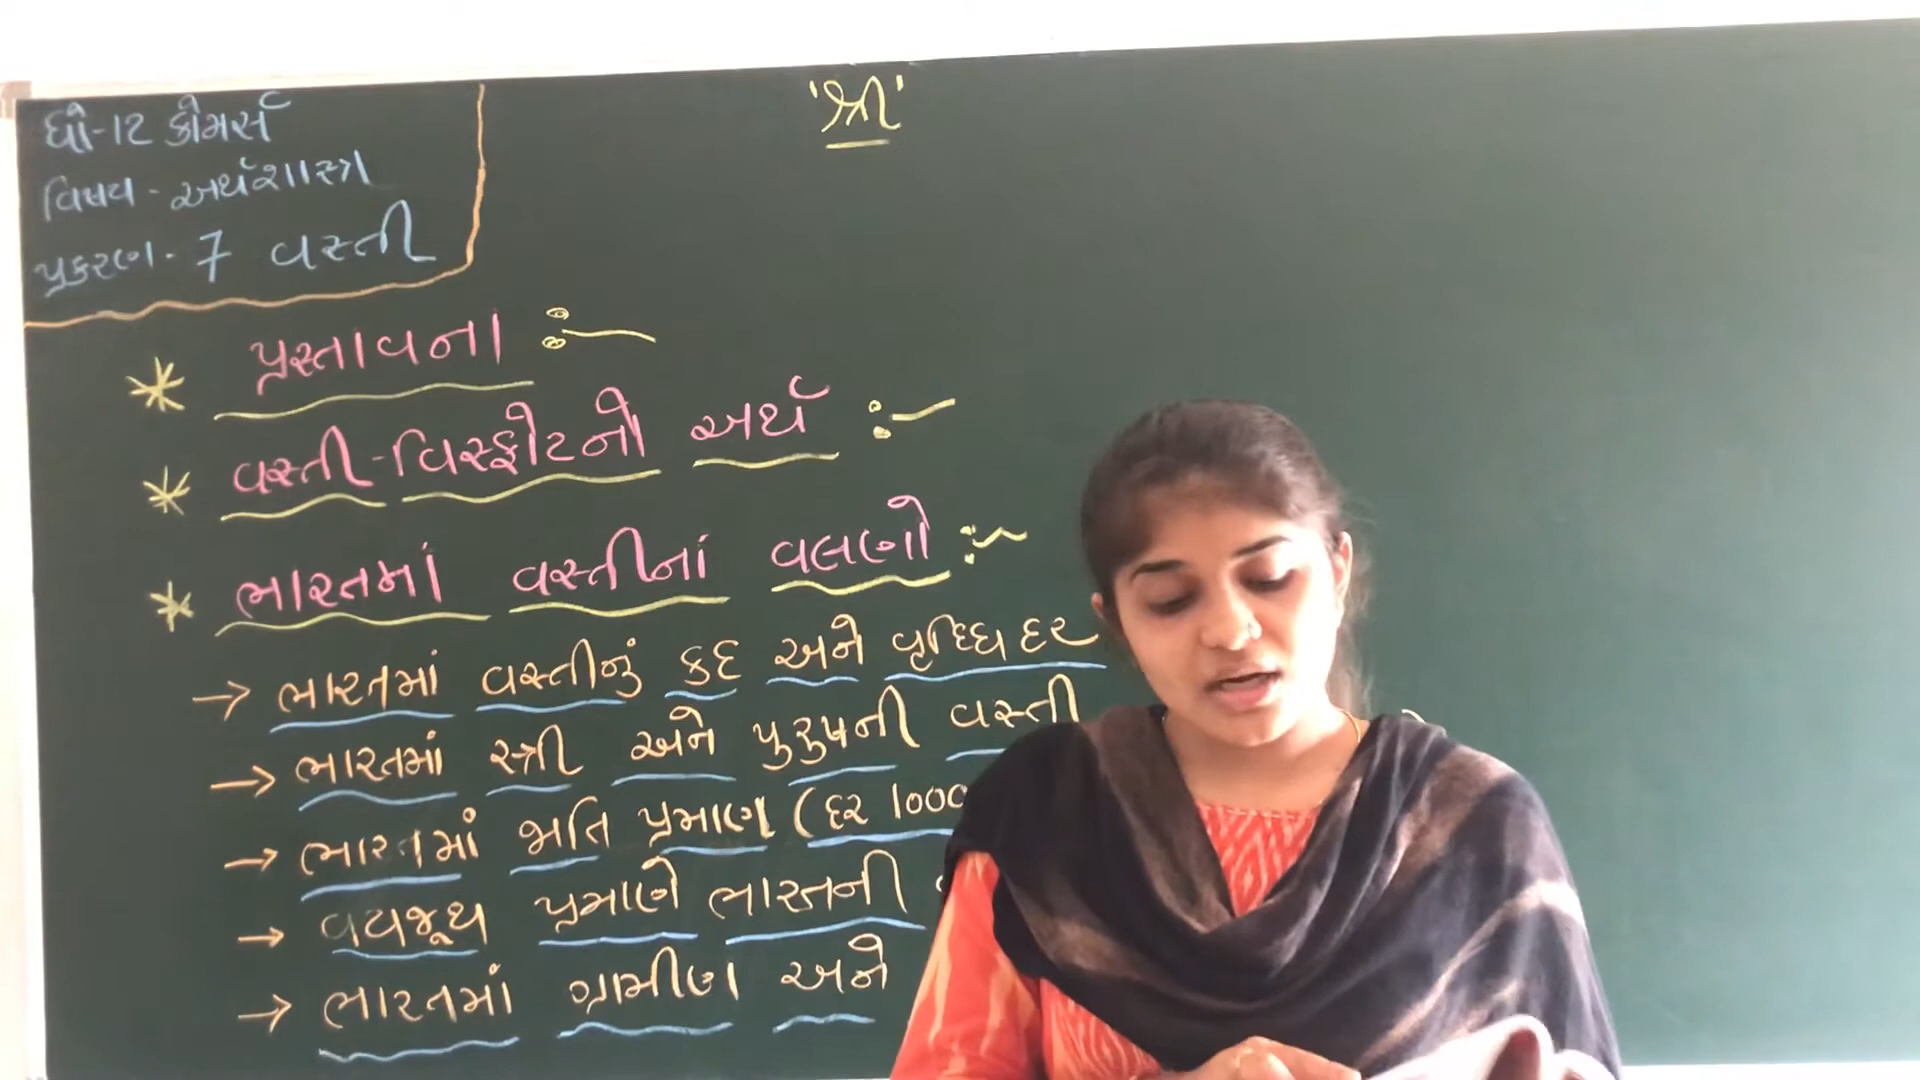 'શ્રી'
ધો-12 કોમર્સ
વિષય - અર્થશાસ્ત્ર
પ્રકરણ - 7 વસ્તી
* પ્રસ્તાવના :-
* વસ્તી-વિસ્ફોટનો અર્થ :-
* ભારતમાં વસ્તીનાં વલણો :-
→ ભારતમાં વસ્તીનું કદ અને વૃદ્ધિ દર
→ ભારતમાં સ્ત્રી અને પુરુષની વસ્તી
→ ભારતમાં જાતિ પ્રમાણ (દર 1000
→ વયજૂથ પ્રમાણે ભારતની
→ ભારતમાં ગ્રામીણ અને